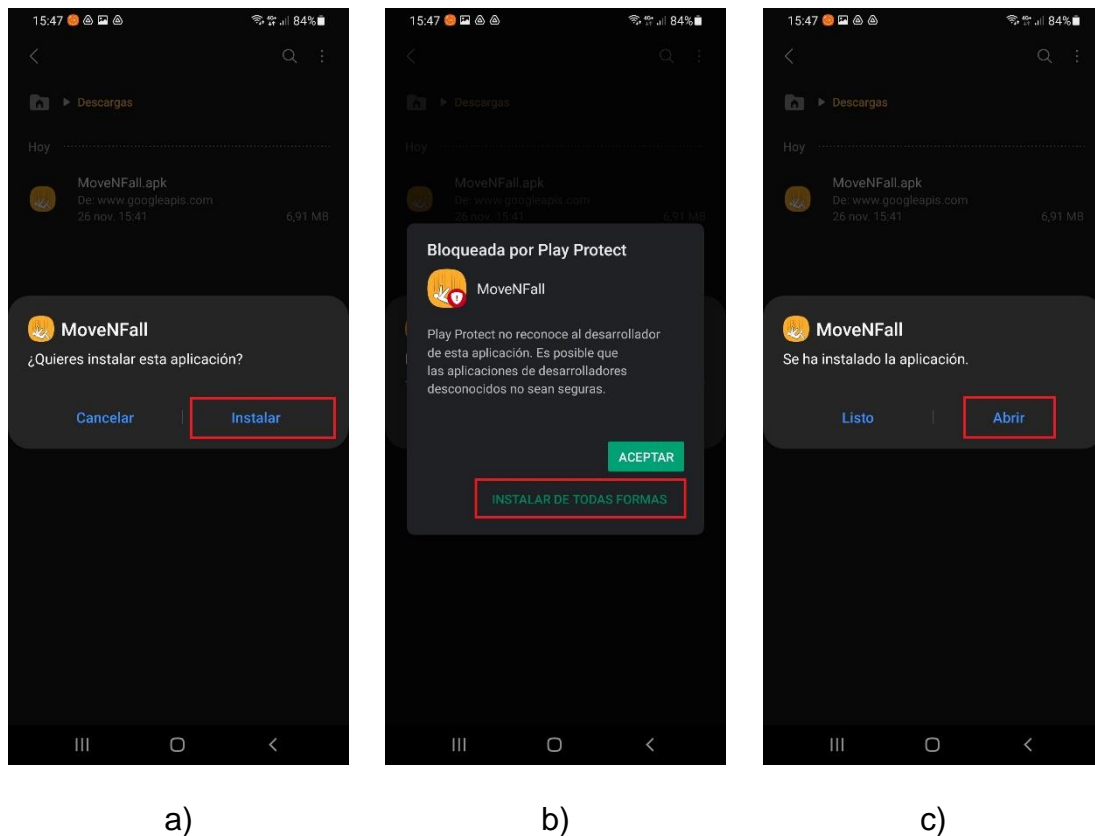 15:47
84%
Descargas
Hoy
MoveNFall.apk
De: www.googleapis.com
26 nov. 15:41
6,91 MB
MoveNFall
¿Quieres instalar esta aplicación?
Cancelar
Instalar
a)
15:47
84%
Descargas
Hoy
MoveNFall.apk
De: www.googleapis.com
26 nov. 15:41
6,91 MB
Bloqueada por Play Protect
MoveNFall
Play Protect no reconoce al desarrollador
de esta aplicación. Es posible que
las aplicaciones de desarrolladores
desconocidos no sean seguras.
ACEPTAR
INSTALAR DE TODAS FORMAS
b)
15:47
84%
Descargas
Hoy
MoveNFall.apk
De: www.googleapis.com
26 nov. 15:41
6,91 MB
MoveNFall
Se ha instalado la aplicación.
Listo
Abrir
c)